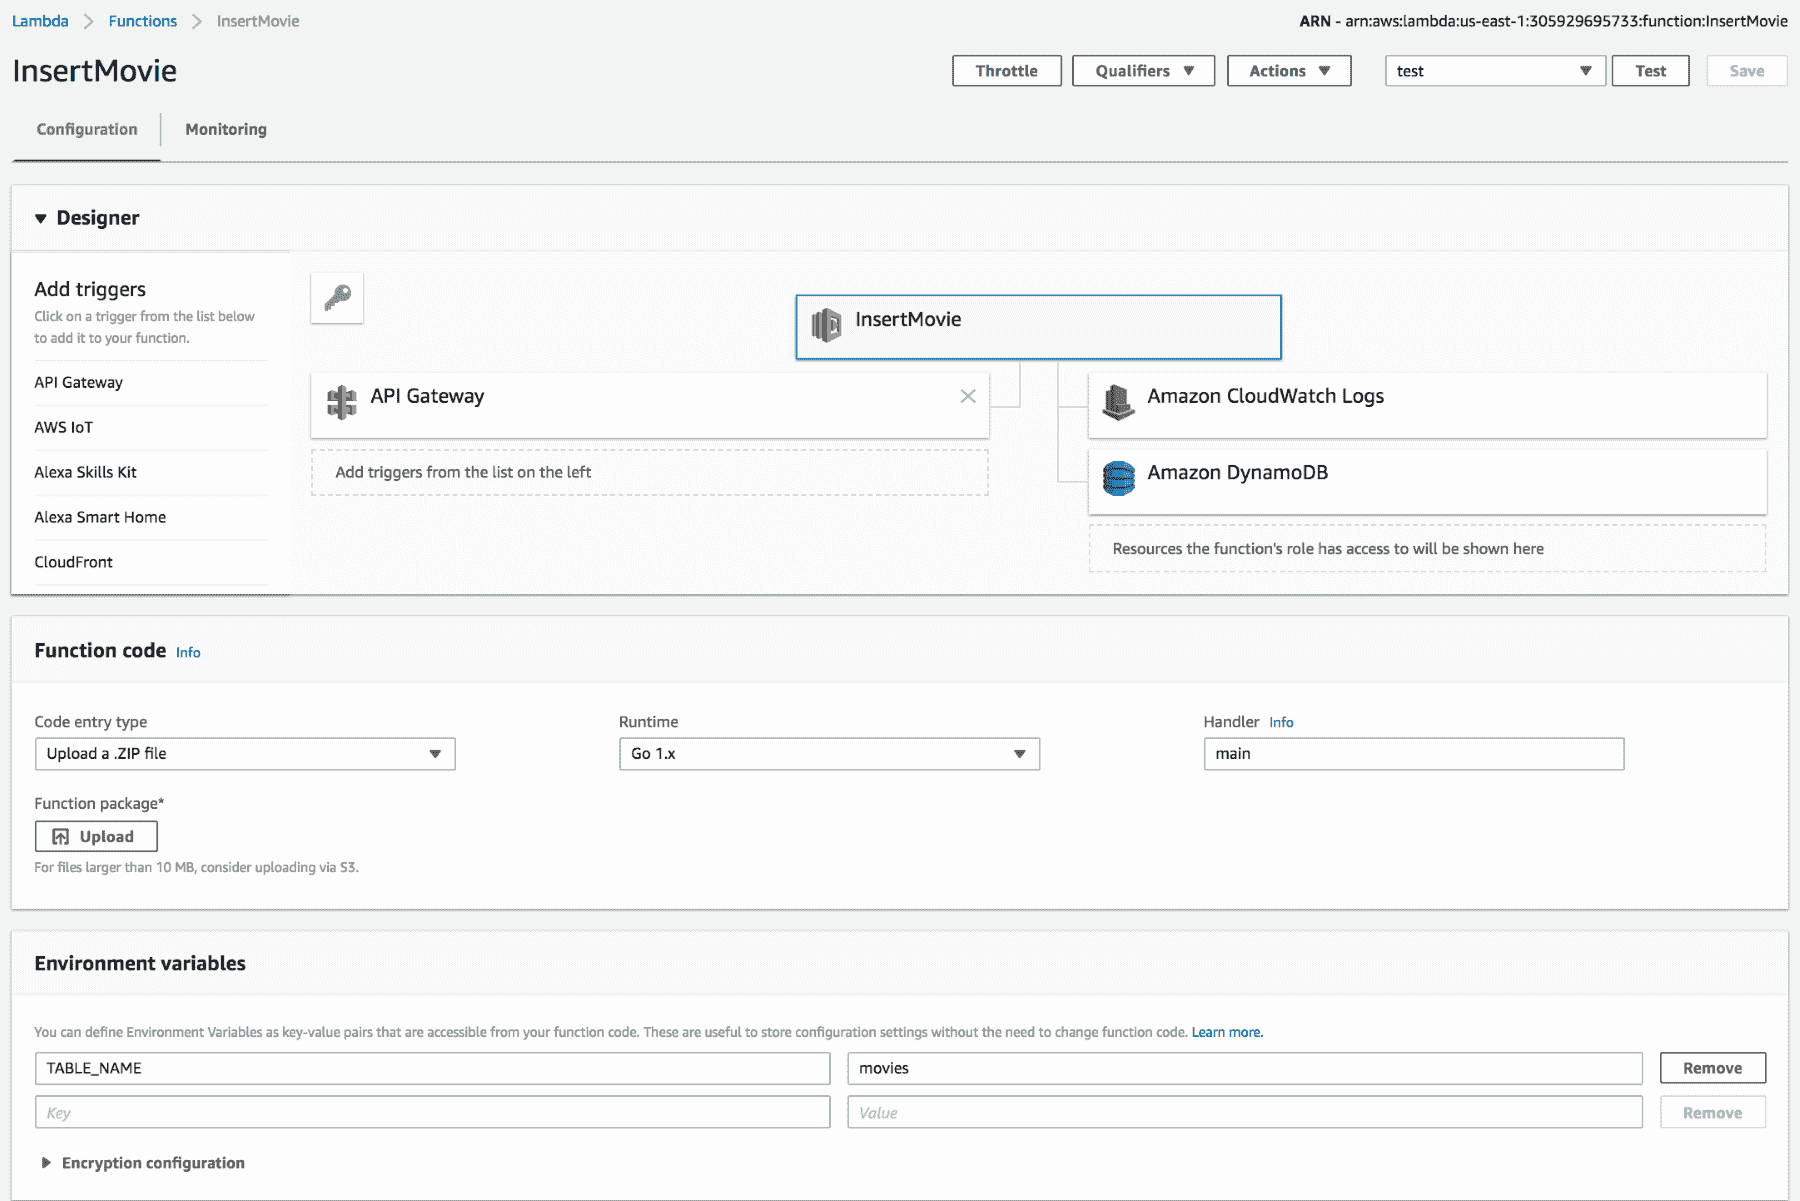 Lambda > Functions > InsertMovie
ARN - arn:aws:lambda:us-east-1:305929695733:function:InsertMovie
InsertMovie
Throttle
Qualifiers
Actions
test
Test
Save
Configuration
Monitoring
Designer
Add triggers
Click on a trigger from the list below
to add it to your function.
API Gateway
AWS IoT
Alexa Skills Kit
Alexa Smart Home
CloudFront
InsertMovie
API Gateway
Add triggers from the list on the left
Amazon CloudWatch Logs
Amazon DynamoDB
Resources the function's role has access to will be shown here
Function code Info
Code entry type
Upload a .ZIP file
Runtime
Go 1.x
Handler Info
main
Function package*
Upload
For files larger than 10 MB, consider uploading via S3.
Environment variables
You can define Environment Variables as key-value pairs that are accessible from your function code. These are useful to store configuration settings without the need to change function code. Learn more.
TABLE_NAME
movies
Remove
Key
Value
Remove
Encryption configuration